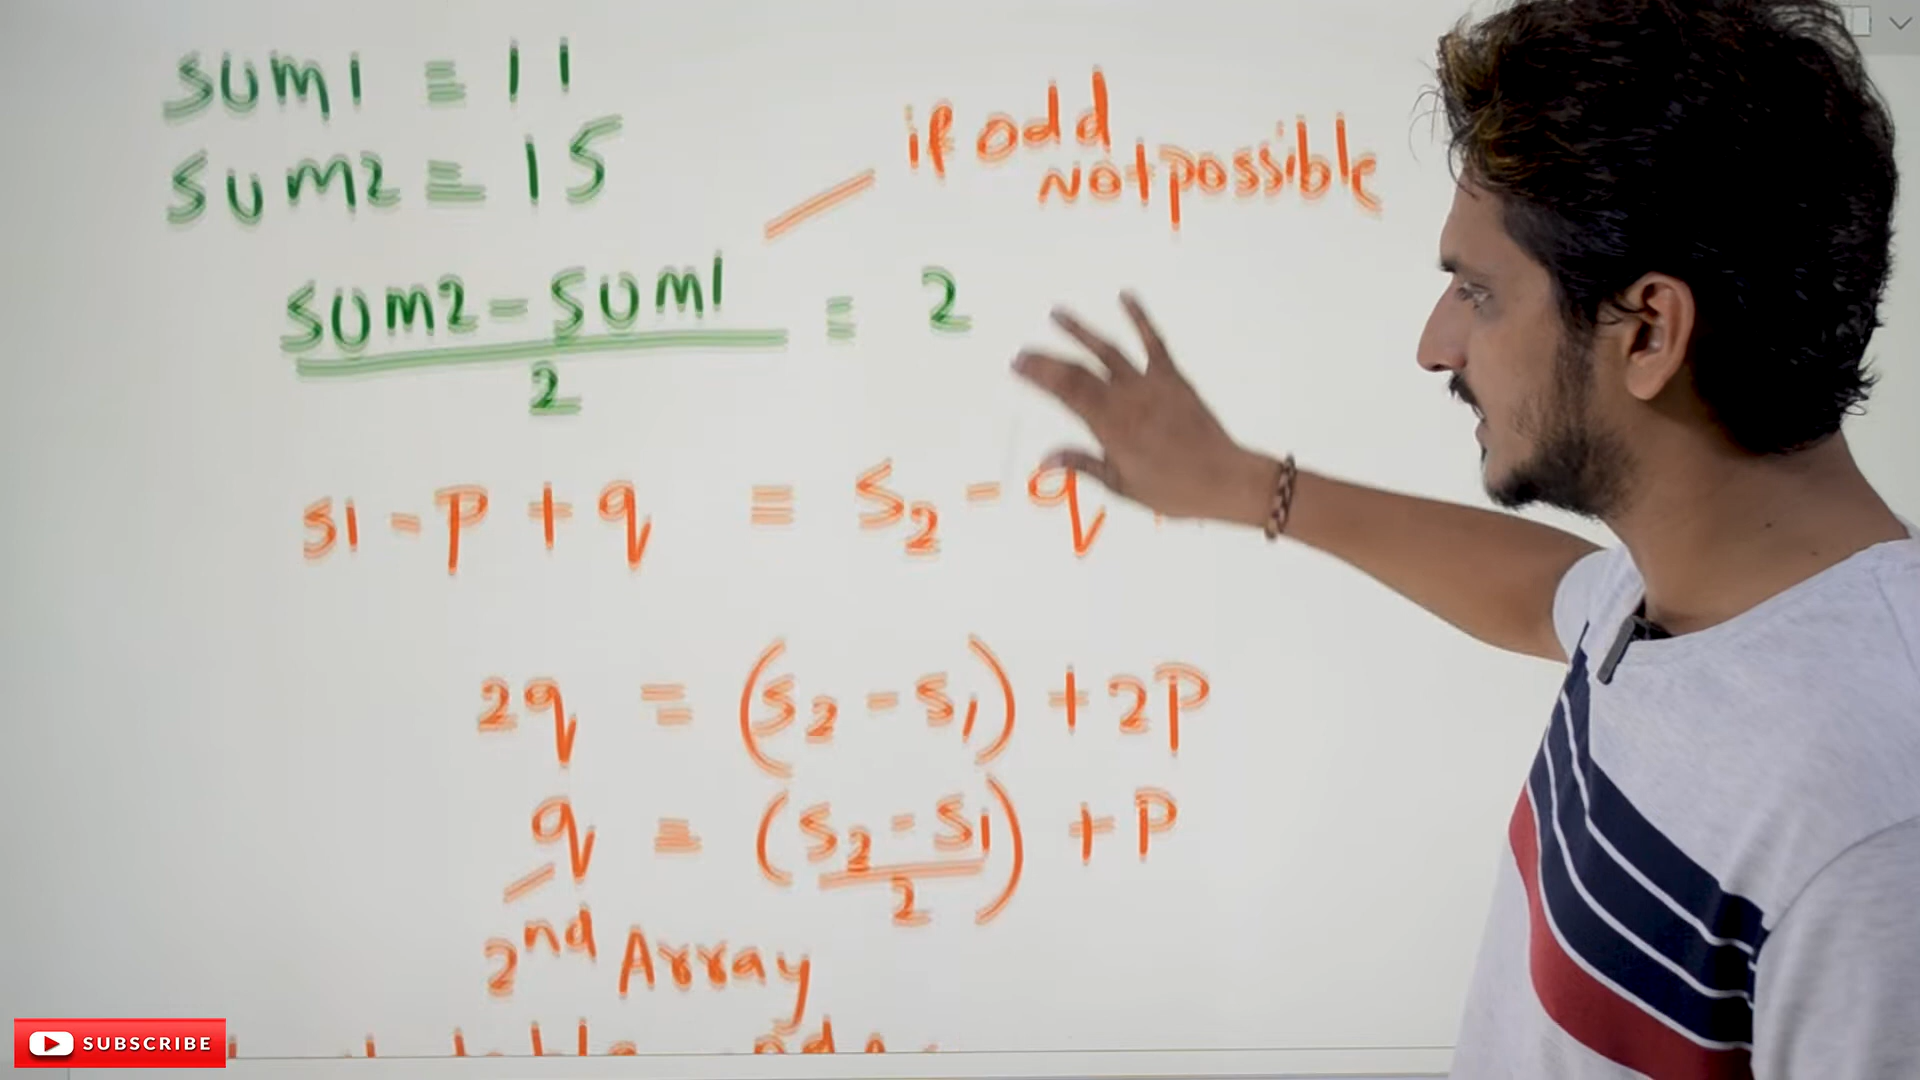 SUM1 = 11
SUM2 = 15
if odd
Not possible
SUM2 - SUM1 = 2
2
S1 - P + q = S2 - q
2q = (S2 - S1) + 2P
q = (S2 - S1) + P
2
2nd Array
SUBSCRIBE